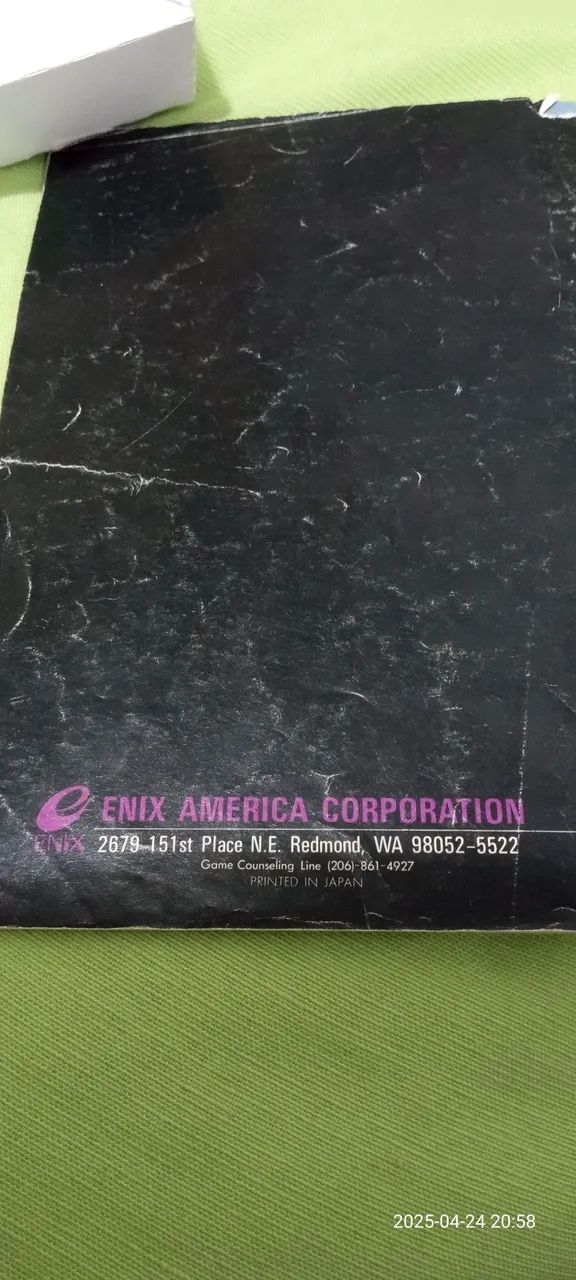 ENIX AMERICA CORPORATION
ENIX
2679 151st Place N.E. Redmond, WA 98052-5522
Game Counseling Line (206)-861-4927
PRINTED IN JAPAN
2025-04-24 20:58